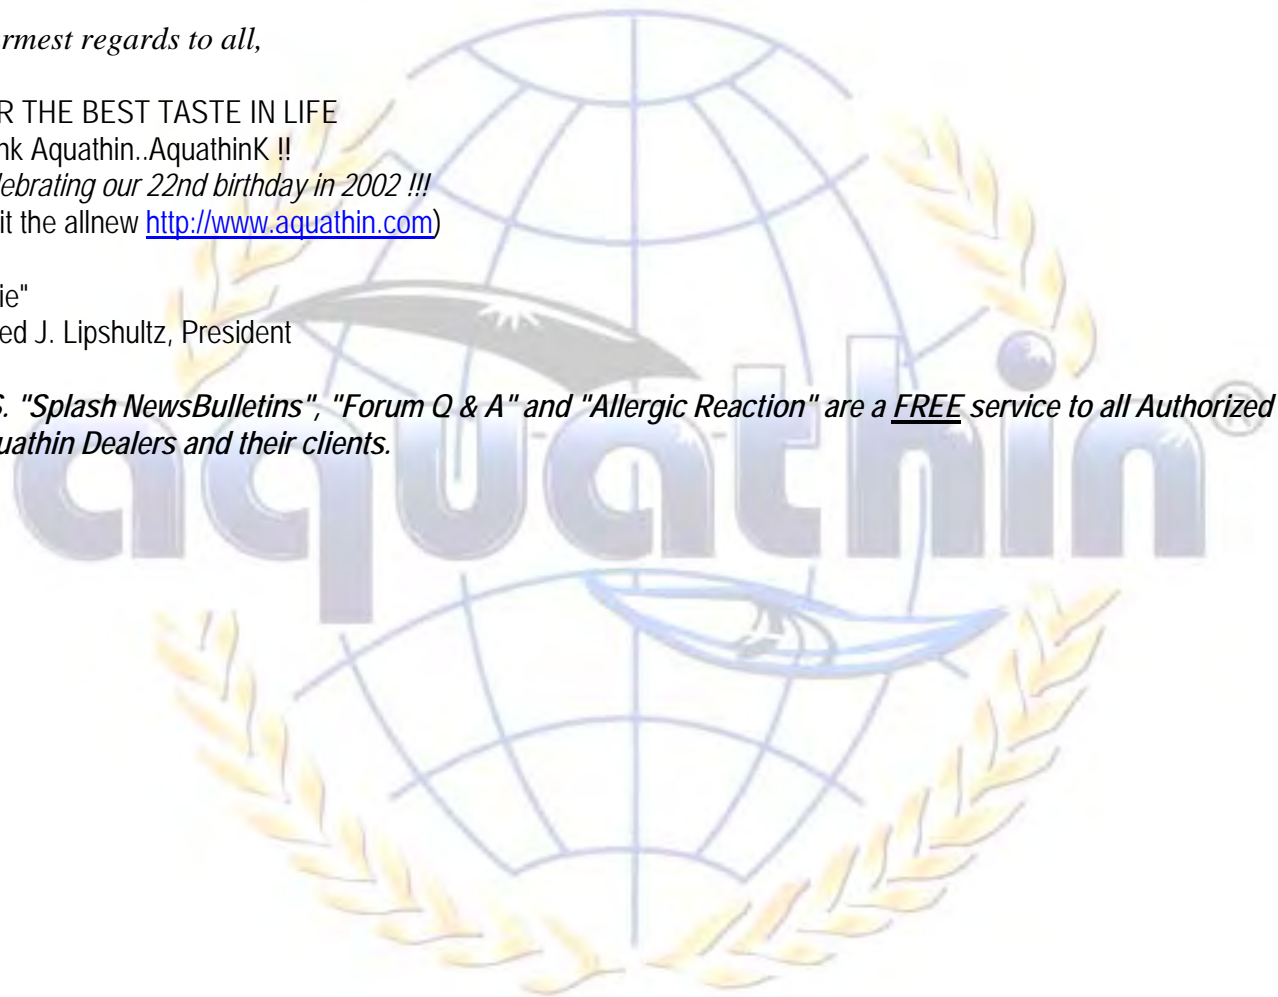 rmest regards to all,
R THE BEST TASTE IN LIFE
nk Aquathin..AquathinK !!
lebrating our 22nd birthday in 2002 !!!
it the allnew http://www.aquathin.com)
ie"
ed J. Lipshultz, President
S. "Splash NewsBulletins", "Forum Q & A" and "Allergic Reaction" are a FREE service to all Authorized
uathin Dealers and their clients.
aquathin®